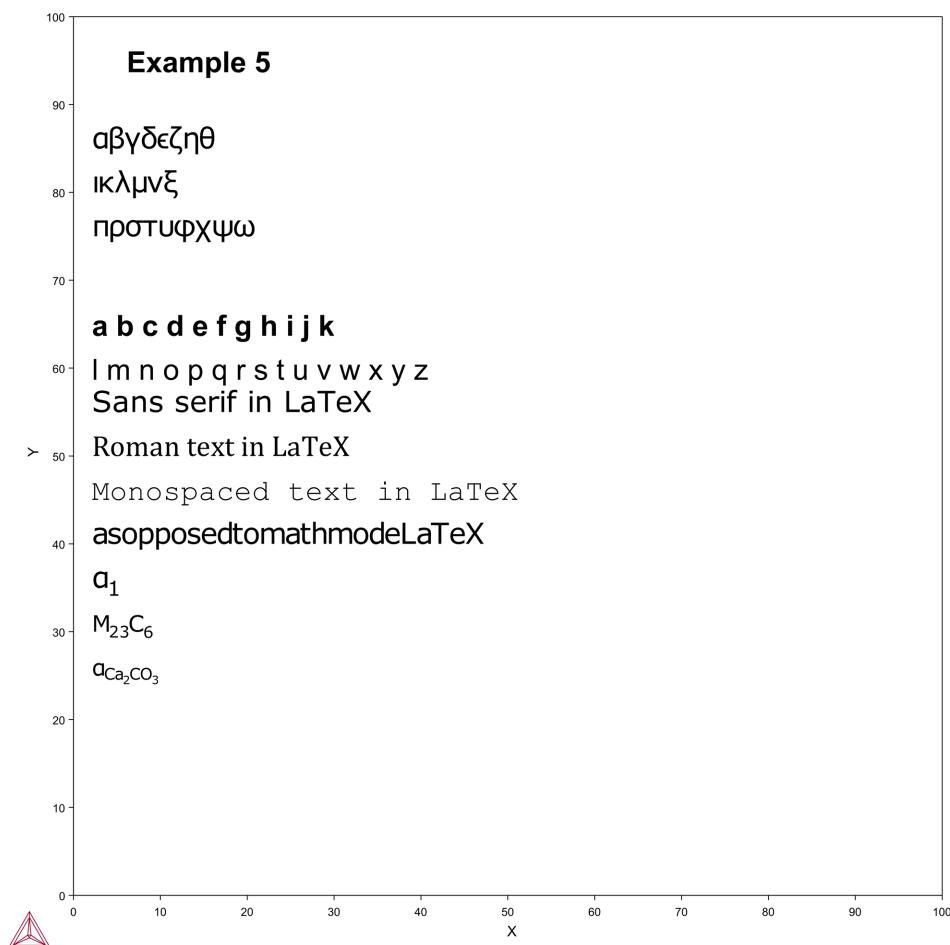 100
Example 5
90
αβγδϵζηθ
ικλμνξ
80
πρστυφχψω
70
a b c d e f g h i j k
l m n o p q r s t u v w x y z
60
Sans serif in LaTeX
Roman text in LaTeX
Y
50
Monospaced text in LaTeX
asopposedtomathmodeLaTeX
40
α₁
M₂₃C₆
30
α_Ca₂CO₃
20
10
0
0 10 20 30 40 50 60 70 80 90 100
X